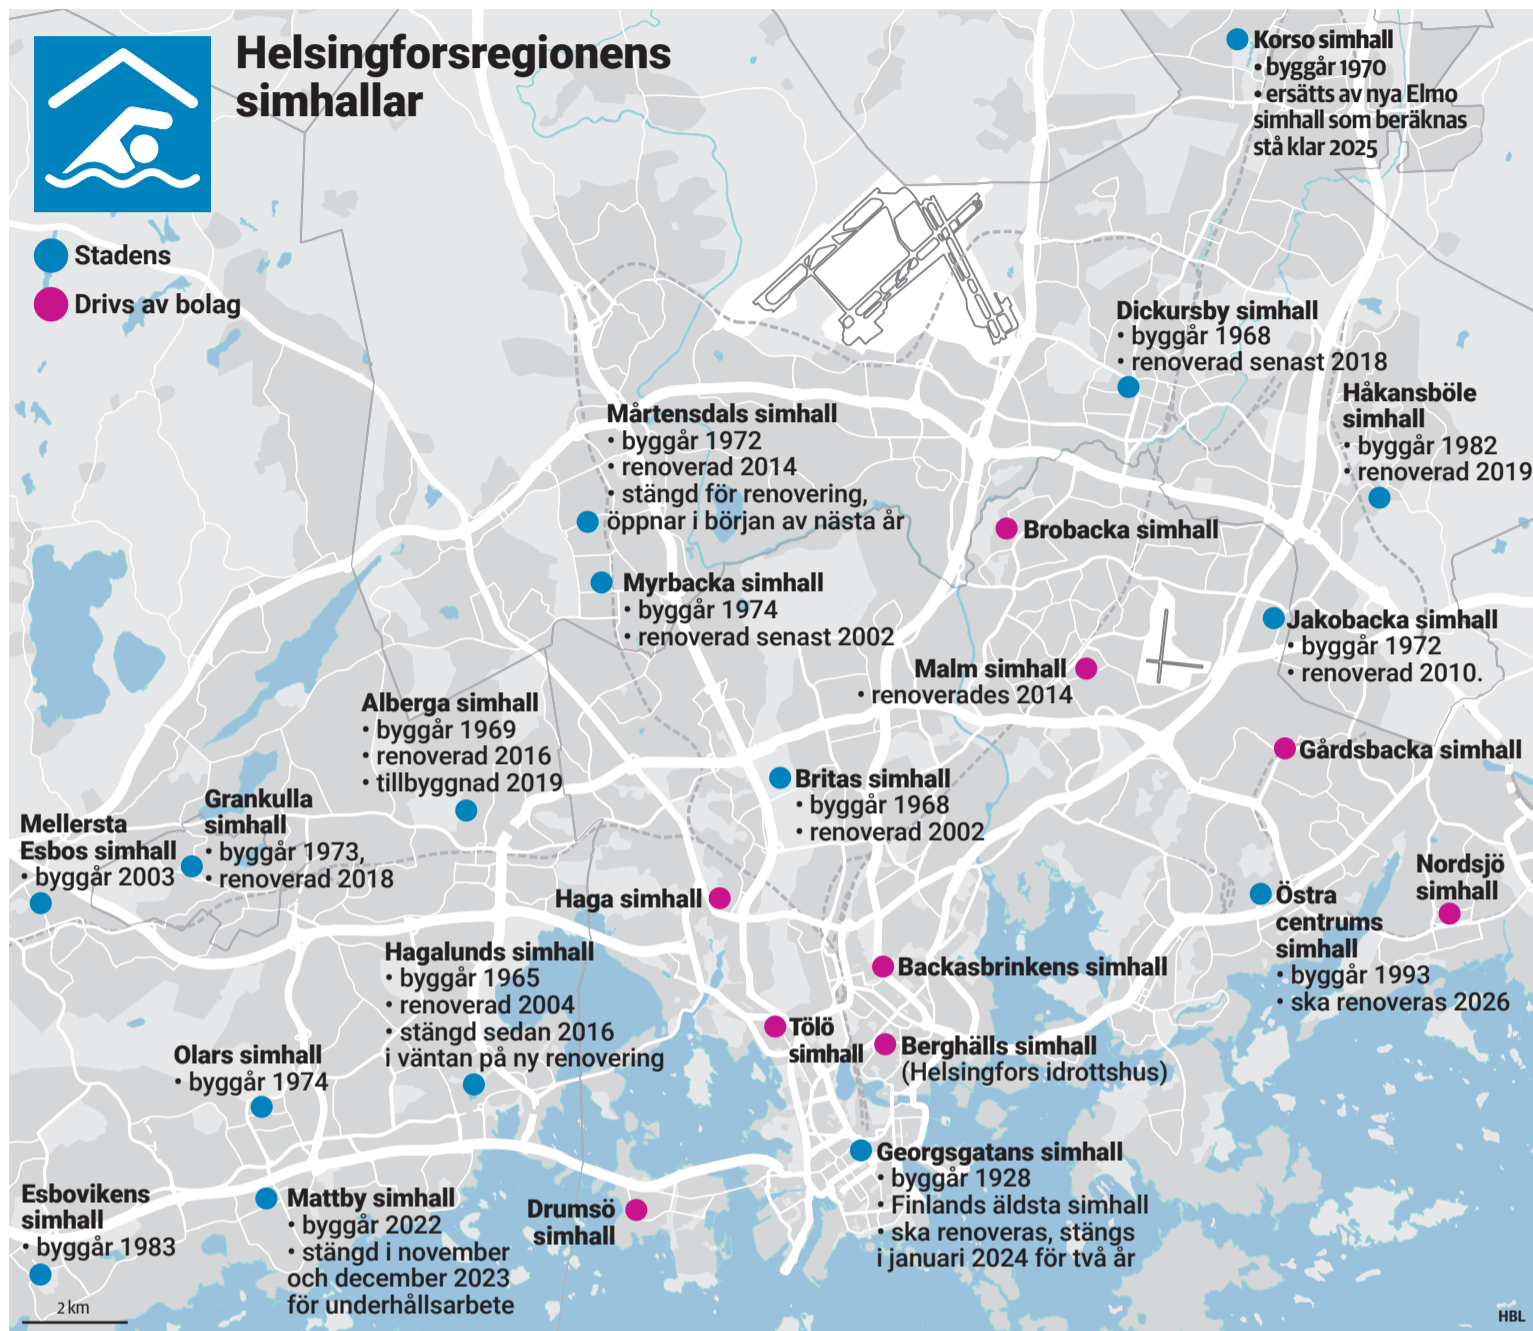 Helsingforsregionens
simhallar
Stadens
Drivs av bolag
Korso simhall
• byggår 1970
• ersätts av nya Elmo
simhall som beräknas
stå klar 2025
Dickursby simhall
• byggår 1968
• renoverad senast 2018
Håkansböle
simhall
• byggår 1982
• renoverad 2019
Mårtensdals simhall
• byggår 1972
• renoverad 2014
• stängd för renovering,
öppnar i början av nästa år
Brobacka simhall
Myrbacka simhall
• byggår 1974
• renoverad senast 2002
Jakobacka simhall
• byggår 1972
• renoverad 2010.
Malm simhall
• renoverades 2014
Alberga simhall
• byggår 1969
• renoverad 2016
• tillbyggnad 2019
Gårdsbacka simhall
Britas simhall
• byggår 1968
• renoverad 2002
Grankulla
simhall
• byggår 1973,
• renoverad 2018
Mellersta
Esbos simhall
• byggår 2003
Haga simhall
Nordsjö
simhall
Östra
centrums
simhall
• byggår 1993
• ska renoveras 2026
Hagalunds simhall
• byggår 1965
• renoverad 2004
• stängd sedan 2016
i väntan på ny renovering
Backasbrinkens simhall
Tölö
simhall
Berghälls simhall
(Helsingfors idrottshus)
Olars simhall
• byggår 1974
Georgsgatans simhall
• byggår 1928
• Finlands äldsta simhall
• ska renoveras, stängs
i januari 2024 för två år
Esbovikens
simhall
• byggår 1983
Mattby simhall
• byggår 2022
• stängd i november
och december 2023
för underhållsarbete
Drumsö
simhall
2 km
HBL